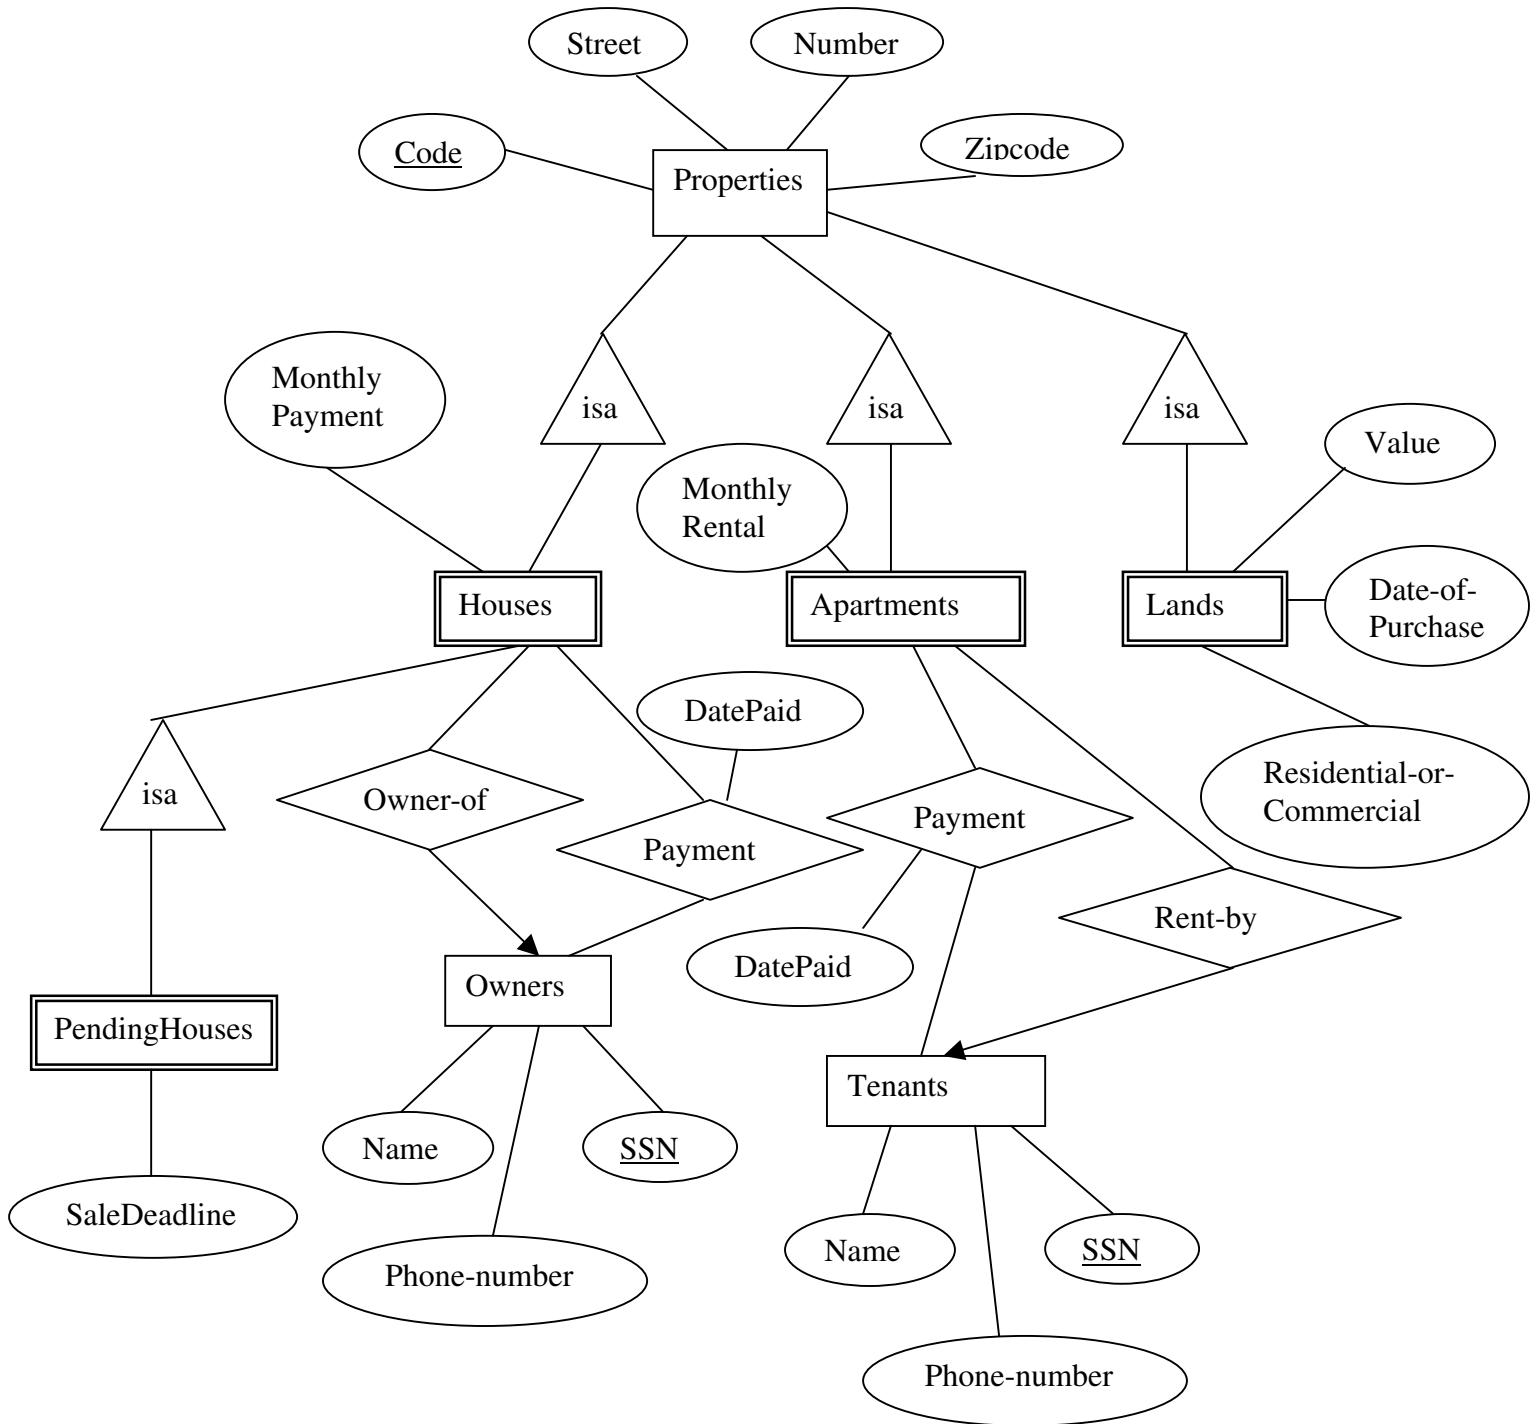 Street
Number
Code
Zipcode
Properties
isa
isa
isa
Monthly
Payment
Monthly
Rental
Value
Houses
Apartments
Lands
Date-of-
Purchase
DatePaid
isa
Owner-of
Payment
Payment
Residential-or-
Commercial
Rent-by
DatePaid
Owners
PendingHouses
Tenants
Name
SSN
SaleDeadline
Phone-number
Name
SSN
Phone-number